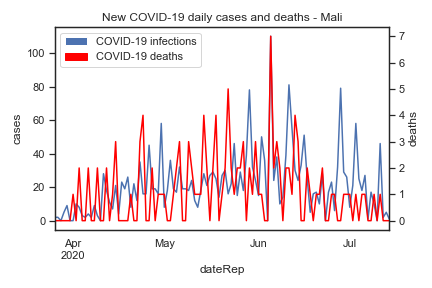 New COVID-19 daily cases and deaths - Mali
COVID-19 infections
COVID-19 deaths
cases
100
80
60
40
20
0
deaths
7
6
5
4
3
2
1
0
Apr
2020
May
Jun
Jul
dateRep